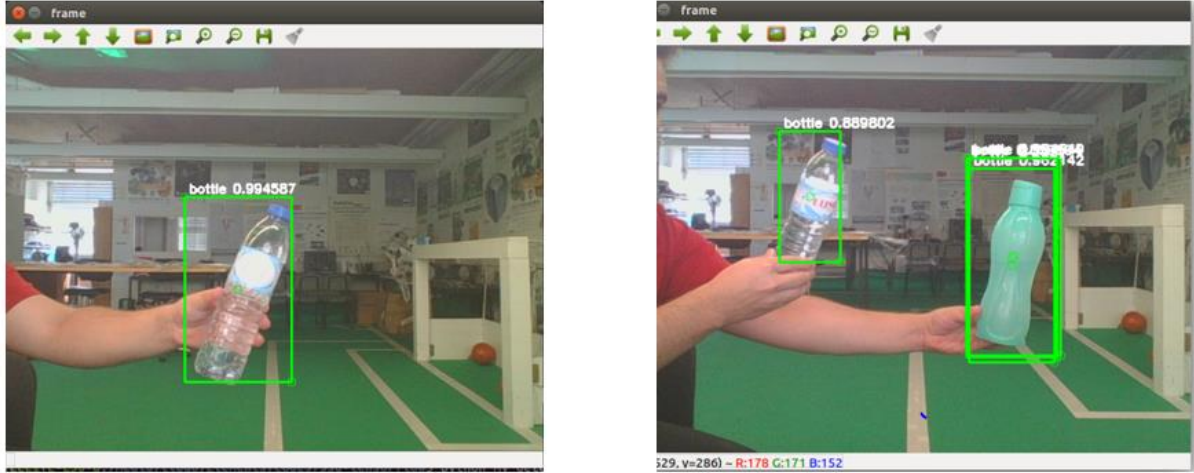 frame
bottle 0.994587
frame
bottle 0.889802
bottle 0.962142
529, y=286) ~ R:178 G:171 B:152